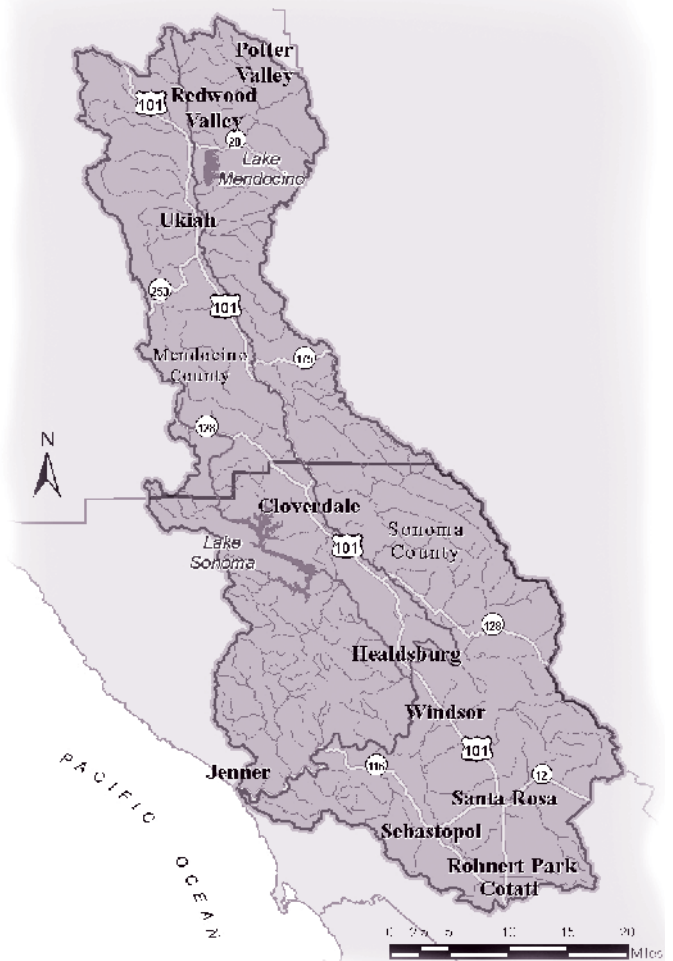 Potter
Valley
101
Redwood
Valley
20
Lake
Mendocino
Ukiah
253
101
Mendocino
County
175
128
N
Cloverdale
Sonoma
County
101
Lake
Sonoma
128
Healdsburg
Windsor
101
PACIFIC OCEAN
Jenner
116
12
Santa Rosa
Sebastopol
Rohnert Park
Cotati
0 2.5 5 10 15 20
Miles